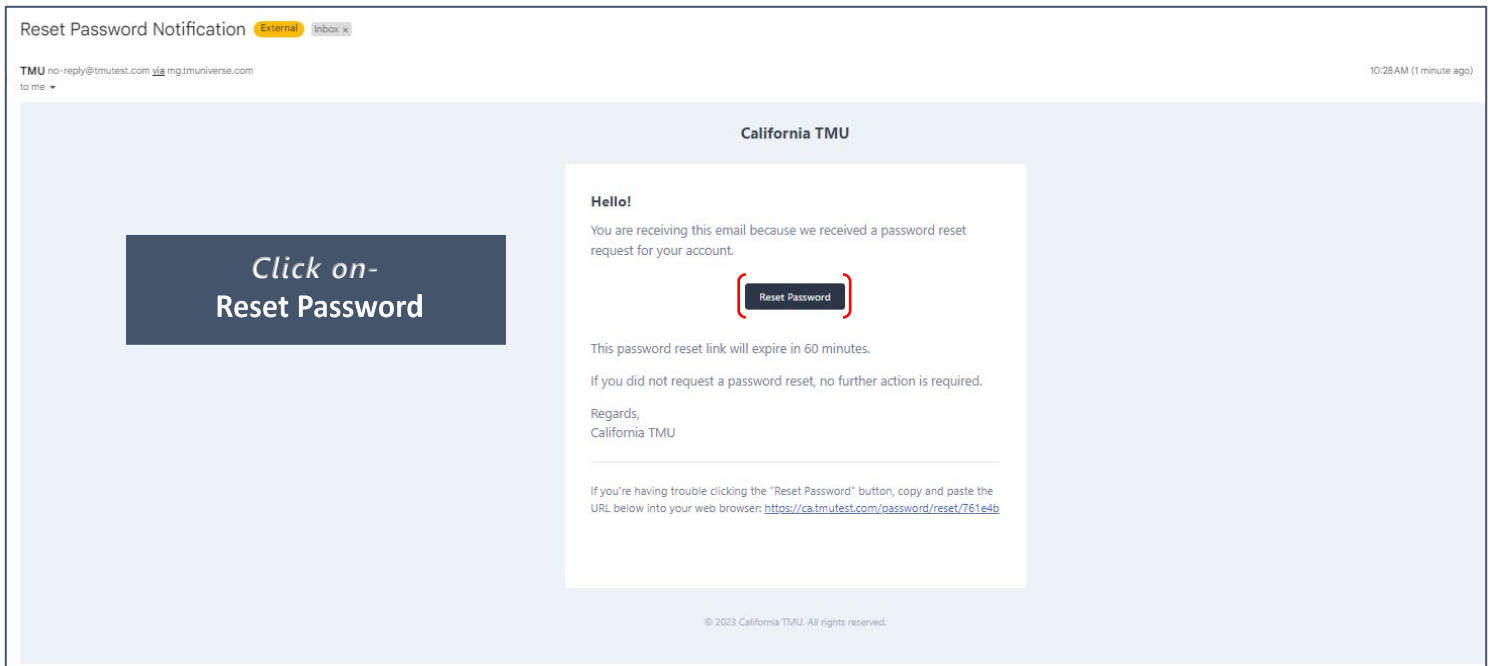 Reset Password Notification External Inbox x
TMU no-reply@tmutest.com via mg.tmuniverse.com 10:28 AM (1 minute ago)
to me
California TMU
Hello!
You are receiving this email because we received a password reset
request for your account.
Click on-
Reset Password
Reset Password
This password reset link will expire in 60 minutes.
If you did not request a password reset, no further action is required.
Regards,
California TMU
If you're having trouble clicking the "Reset Password" button, copy and paste the
URL below into your web browser: https://ca.tmutest.com/password/reset/761e4b
© 2023 California TMU. All rights reserved.